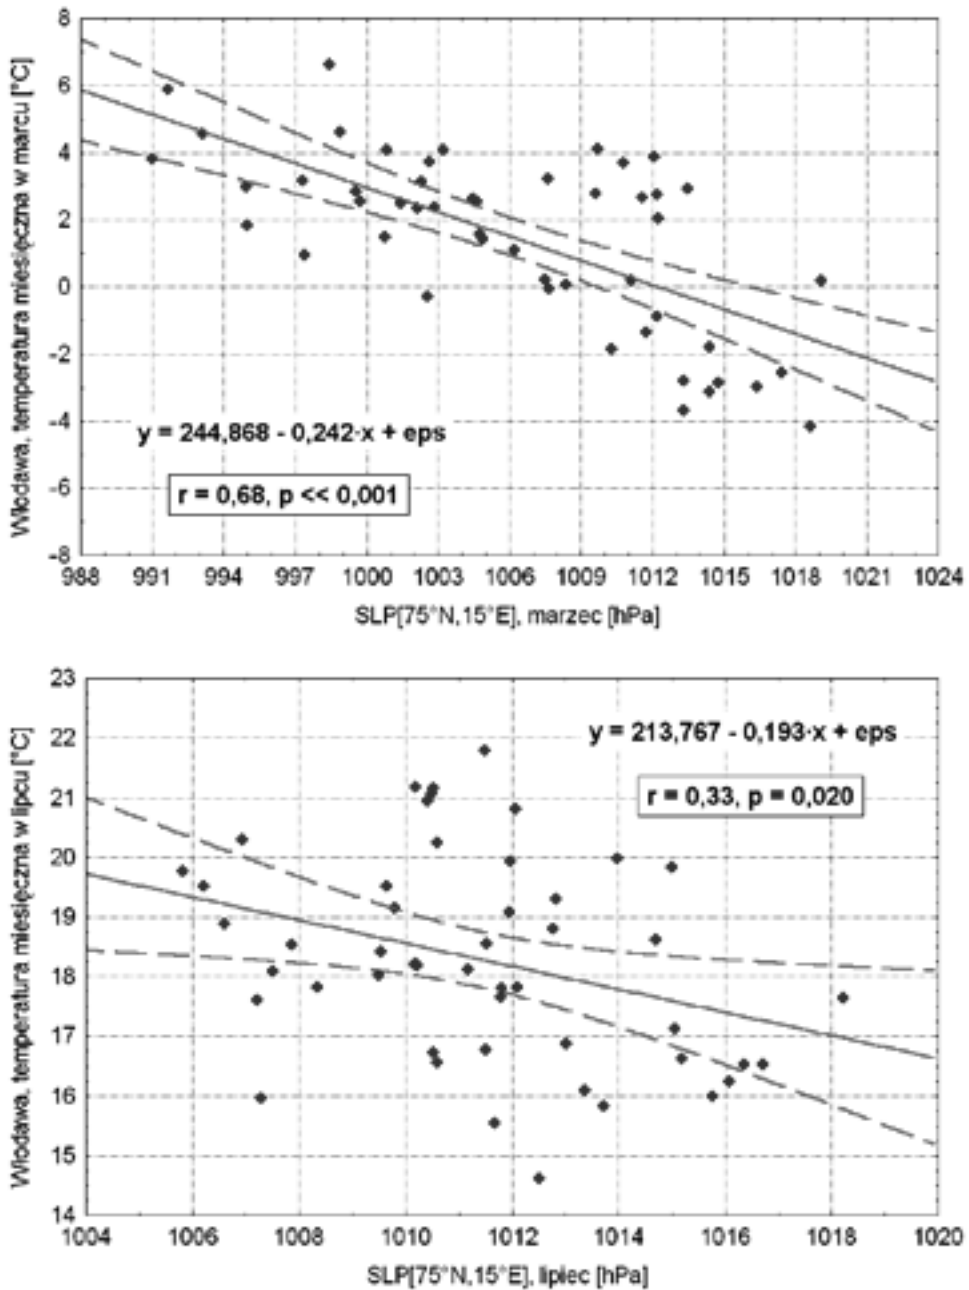 Włodawa, temperatura miesięczna w marcu [°C]
8
6
4
2
0
-2
-4
-6
-8
y = 244,868 - 0,242·x + eps
r = 0,68, p << 0,001
988 991 994 997 1000 1003 1006 1009 1012 1015 1018 1021 1024
SLP[75°N,15°E], marzec [hPa]
Włodawa, temperatura miesięczna w lipcu [°C]
23
22
21
20
19
18
17
16
15
14
y = 213,767 - 0,193·x + eps
r = 0,33, p = 0,020
1004 1006 1008 1010 1012 1014 1016 1018 1020
SLP[75°N,15°E], lipiec [hPa]